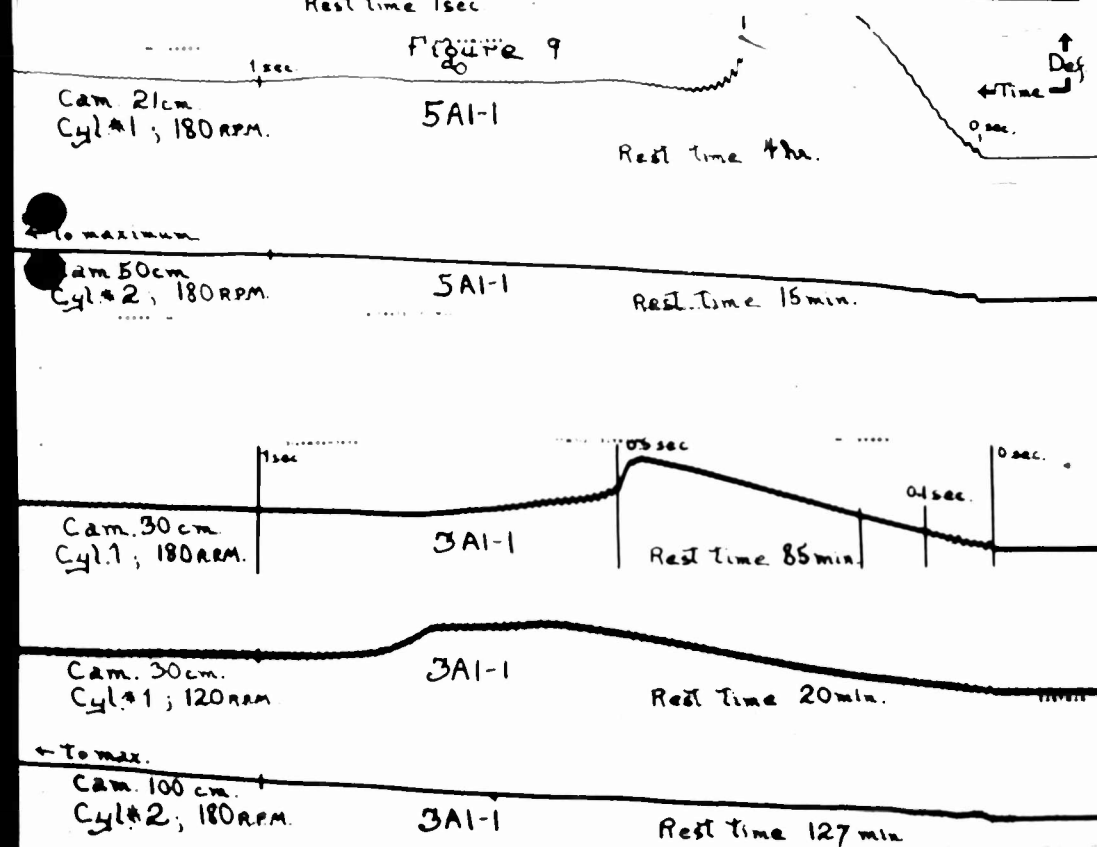 Rest time 1sec
Figure 9
1 sec.
↑
Def.
←Time
0, sec.
Cam. 21cm
Cyl.#1 ; 180 RPM.
5A1-1
Rest time 4 hr.
← To maximum
Cam 50cm
Cyl.#2 ; 180 RPM.
5A1-1
Rest Time 15min.
1sec
0.5 sec
0 sec.
0.1 sec.
Cam. 30 cm.
Cyl.1 ; 180 RPM.
3A1-1
Rest time 85min.
Cam. 30cm.
Cyl.#1 ; 120 RPM
3A1-1
Rest Time 20min.
← To max.
Cam. 100 cm.
Cyl#2 ; 180 RPM.
3A1-1
Rest Time 127 min